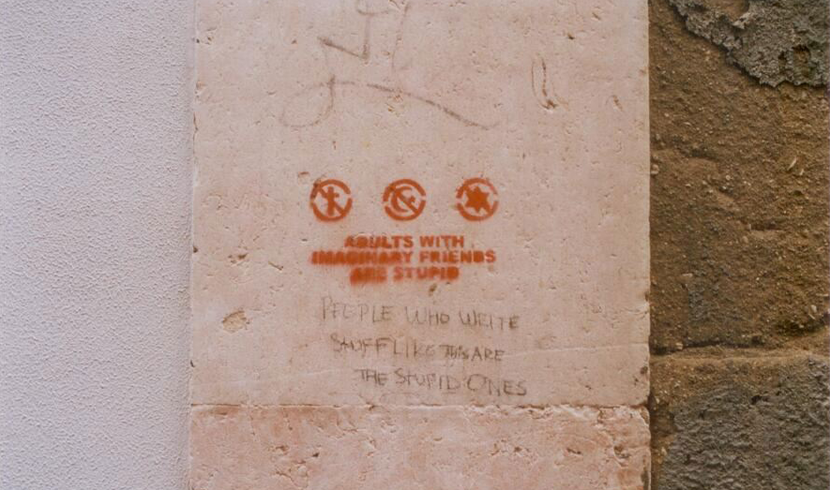 ADULTS WITH
IMAGINARY FRIENDS
ARE STUPID
PEOPLE WHO WRITE
STUFF LIKE THIS ARE
THE STUPID ONES